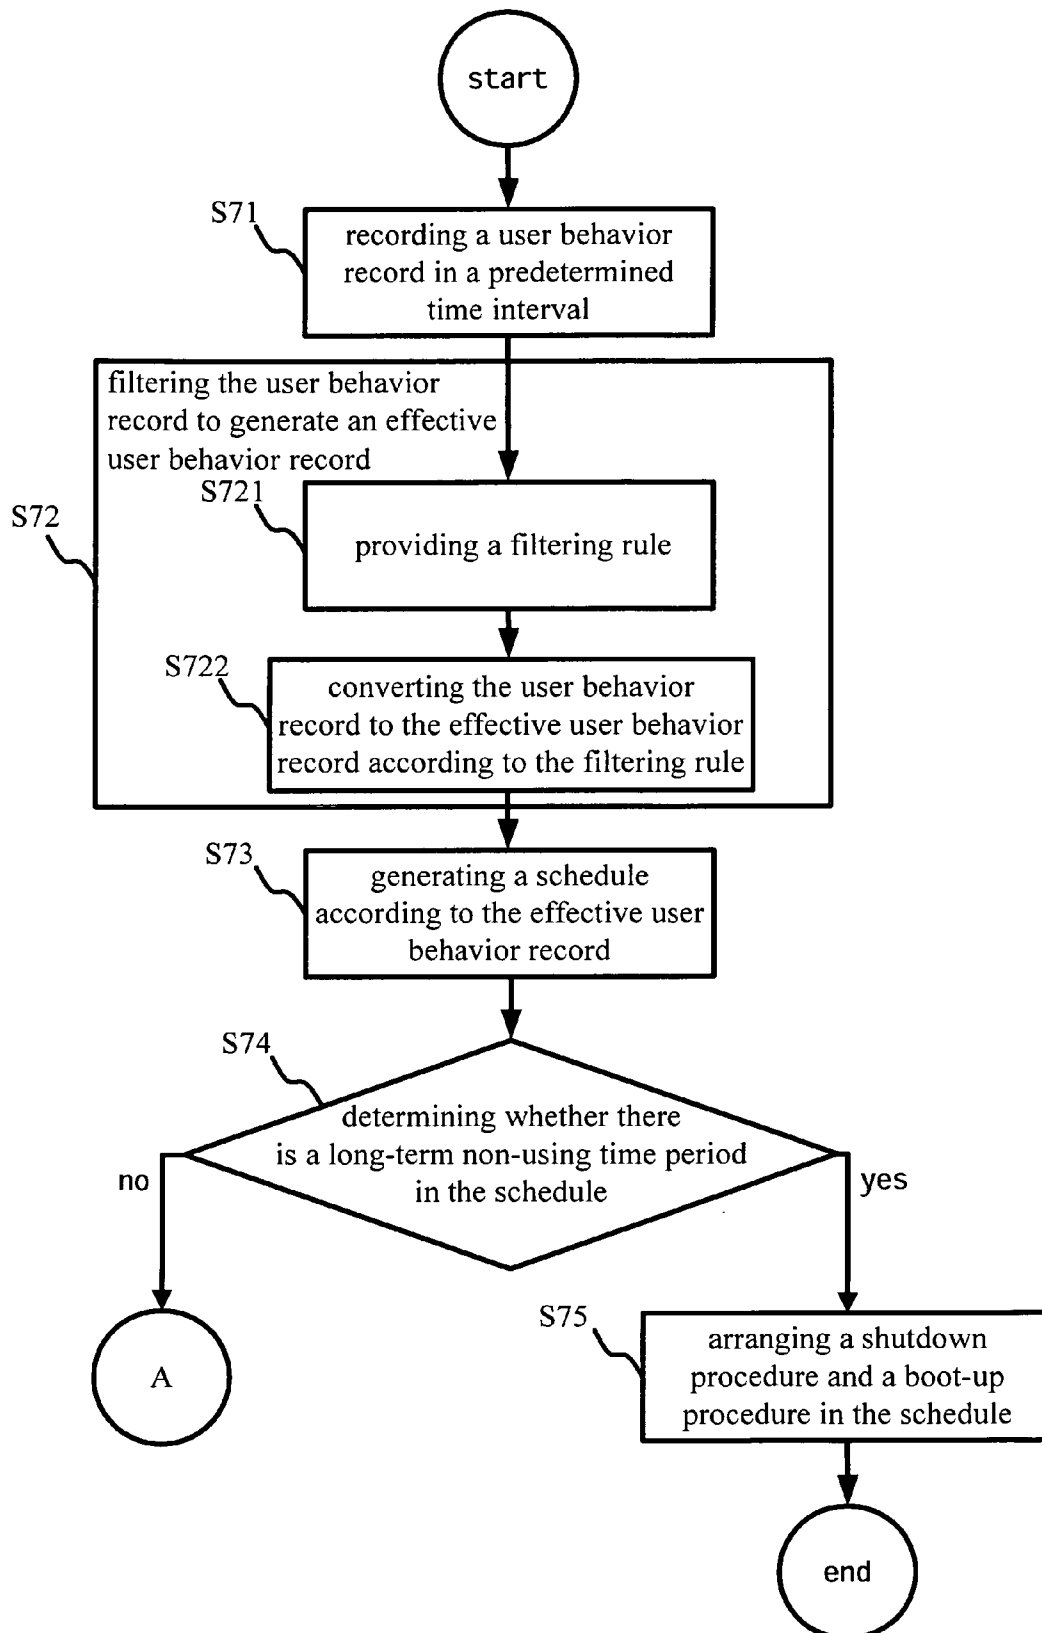 start
S71
recording a user behavior
record in a predetermined
time interval
filtering the user behavior
record to generate an effective
user behavior record
S72
S721
providing a filtering rule
S722
converting the user behavior
record to the effective user behavior
record according to the filtering rule
S73
generating a schedule
according to the effective user
behavior record
S74
determining whether there
is a long-term non-using time period
in the schedule
no
yes
A
S75
arranging a shutdown
procedure and a boot-up
procedure in the schedule
end